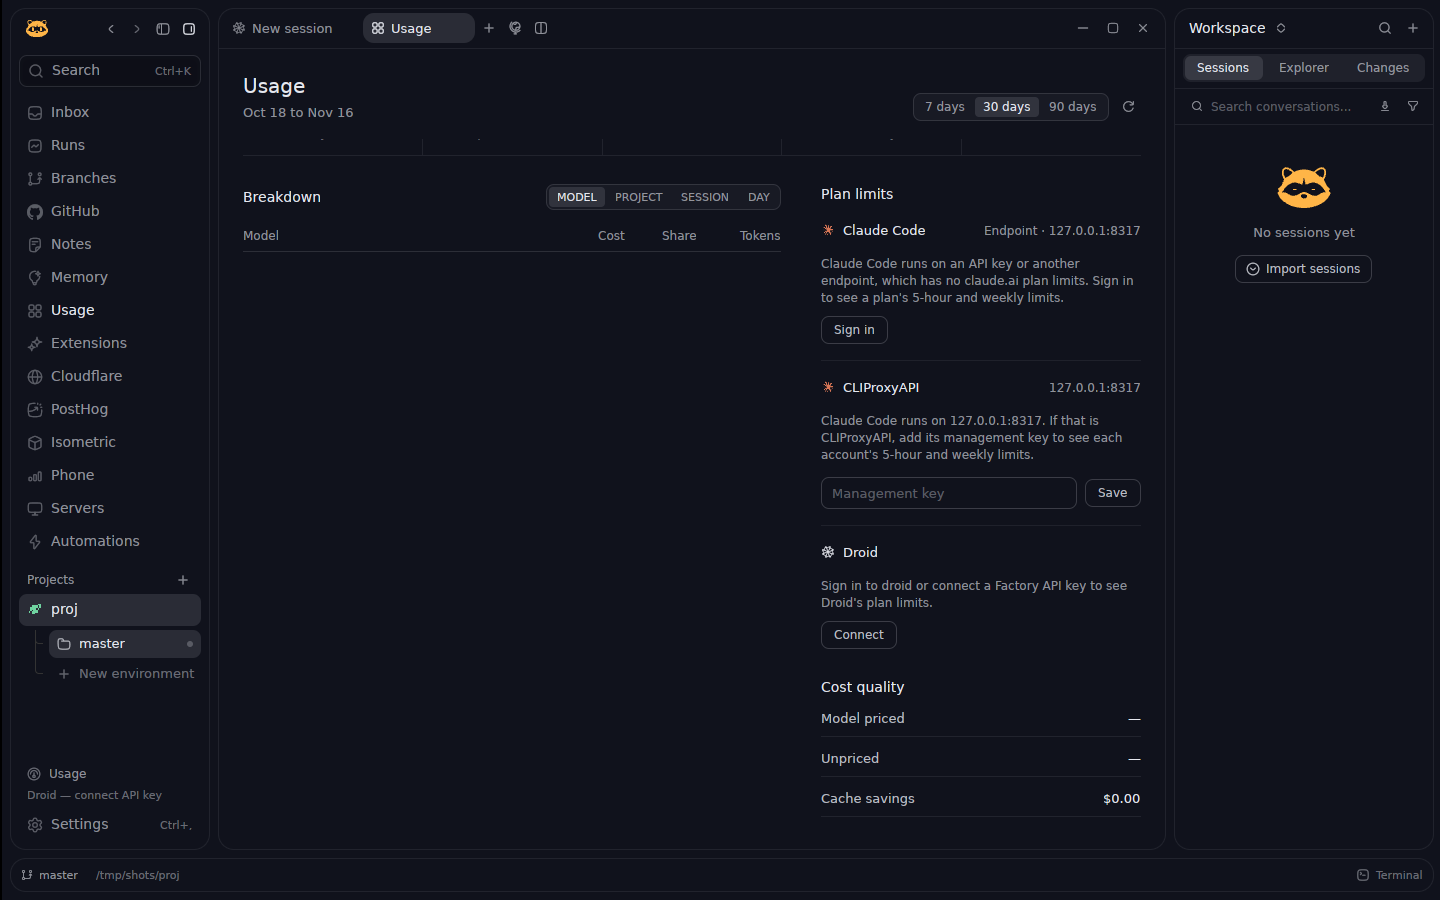 Search Ctrl+K
Inbox
Runs
Branches
GitHub
Notes
Memory
Usage
Extensions
Cloudflare
PostHog
Isometric
Phone
Servers
Automations
Projects
proj
master
New environment
Usage
Droid — connect API key
Settings Ctrl+,
New session
Usage
Usage
Oct 18 to Nov 16
7 days 30 days 90 days
Breakdown
MODEL PROJECT SESSION DAY
Model Cost Share Tokens
Plan limits
Claude Code Endpoint · 127.0.0.1:8317
Claude Code runs on an API key or another
endpoint, which has no claude.ai plan limits. Sign in
to see a plan's 5-hour and weekly limits.
Sign in
CLIProxyAPI 127.0.0.1:8317
Claude Code runs on 127.0.0.1:8317. If that is
CLIProxyAPI, add its management key to see each
account's 5-hour and weekly limits.
Management key Save
Droid
Sign in to droid or connect a Factory API key to see
Droid's plan limits.
Connect
Cost quality
Model priced —
Unpriced —
Cache savings $0.00
Workspace
Sessions Explorer Changes
Search conversations...
No sessions yet
Import sessions
master /tmp/shots/proj
Terminal